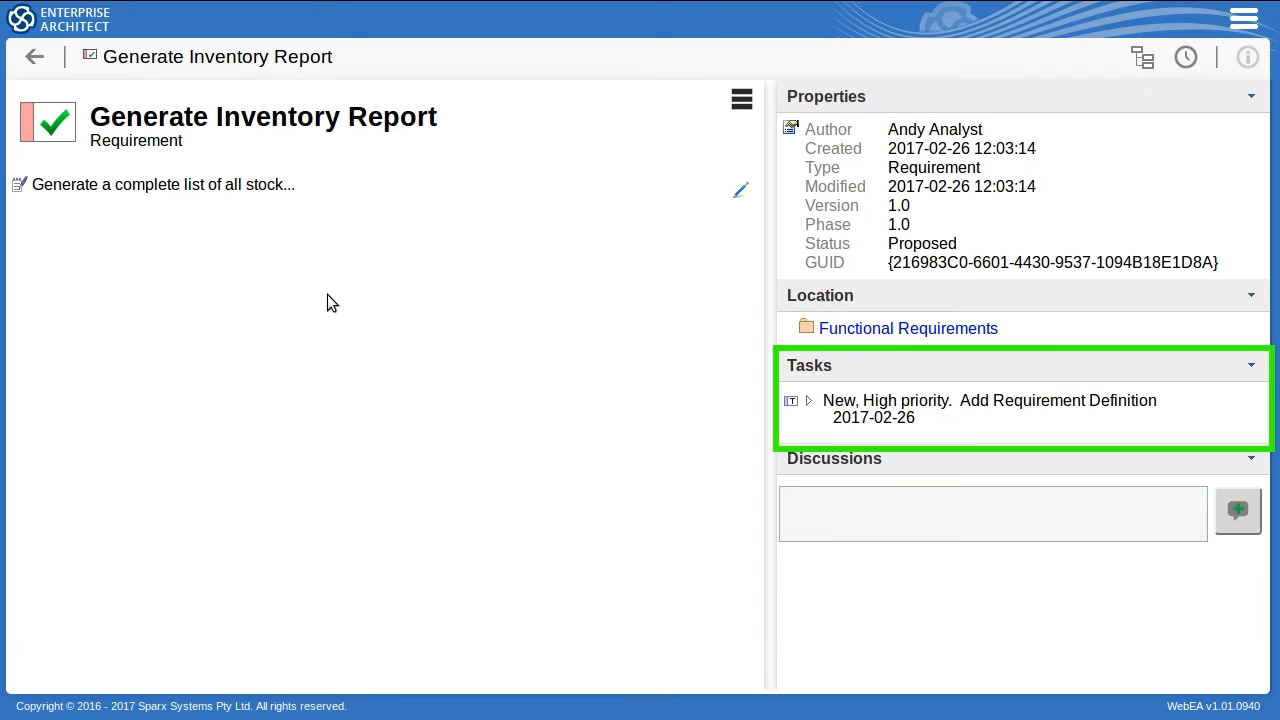 ENTERPRISE
ARCHITECT
Generate Inventory Report
Generate Inventory Report
Requirement
Generate a complete list of all stock...
Properties
Author Andy Analyst
Created 2017-02-26 12:03:14
Type Requirement
Modified 2017-02-26 12:03:14
Version 1.0
Phase 1.0
Status Proposed
GUID {216983C0-6601-4430-9537-1094B18E1D8A}
Location
Functional Requirements
Tasks
New, High priority.  Add Requirement Definition
2017-02-26
Discussions
Copyright © 2016 - 2017 Sparx Systems Pty Ltd. All rights reserved.
WebEA v1.01.0940